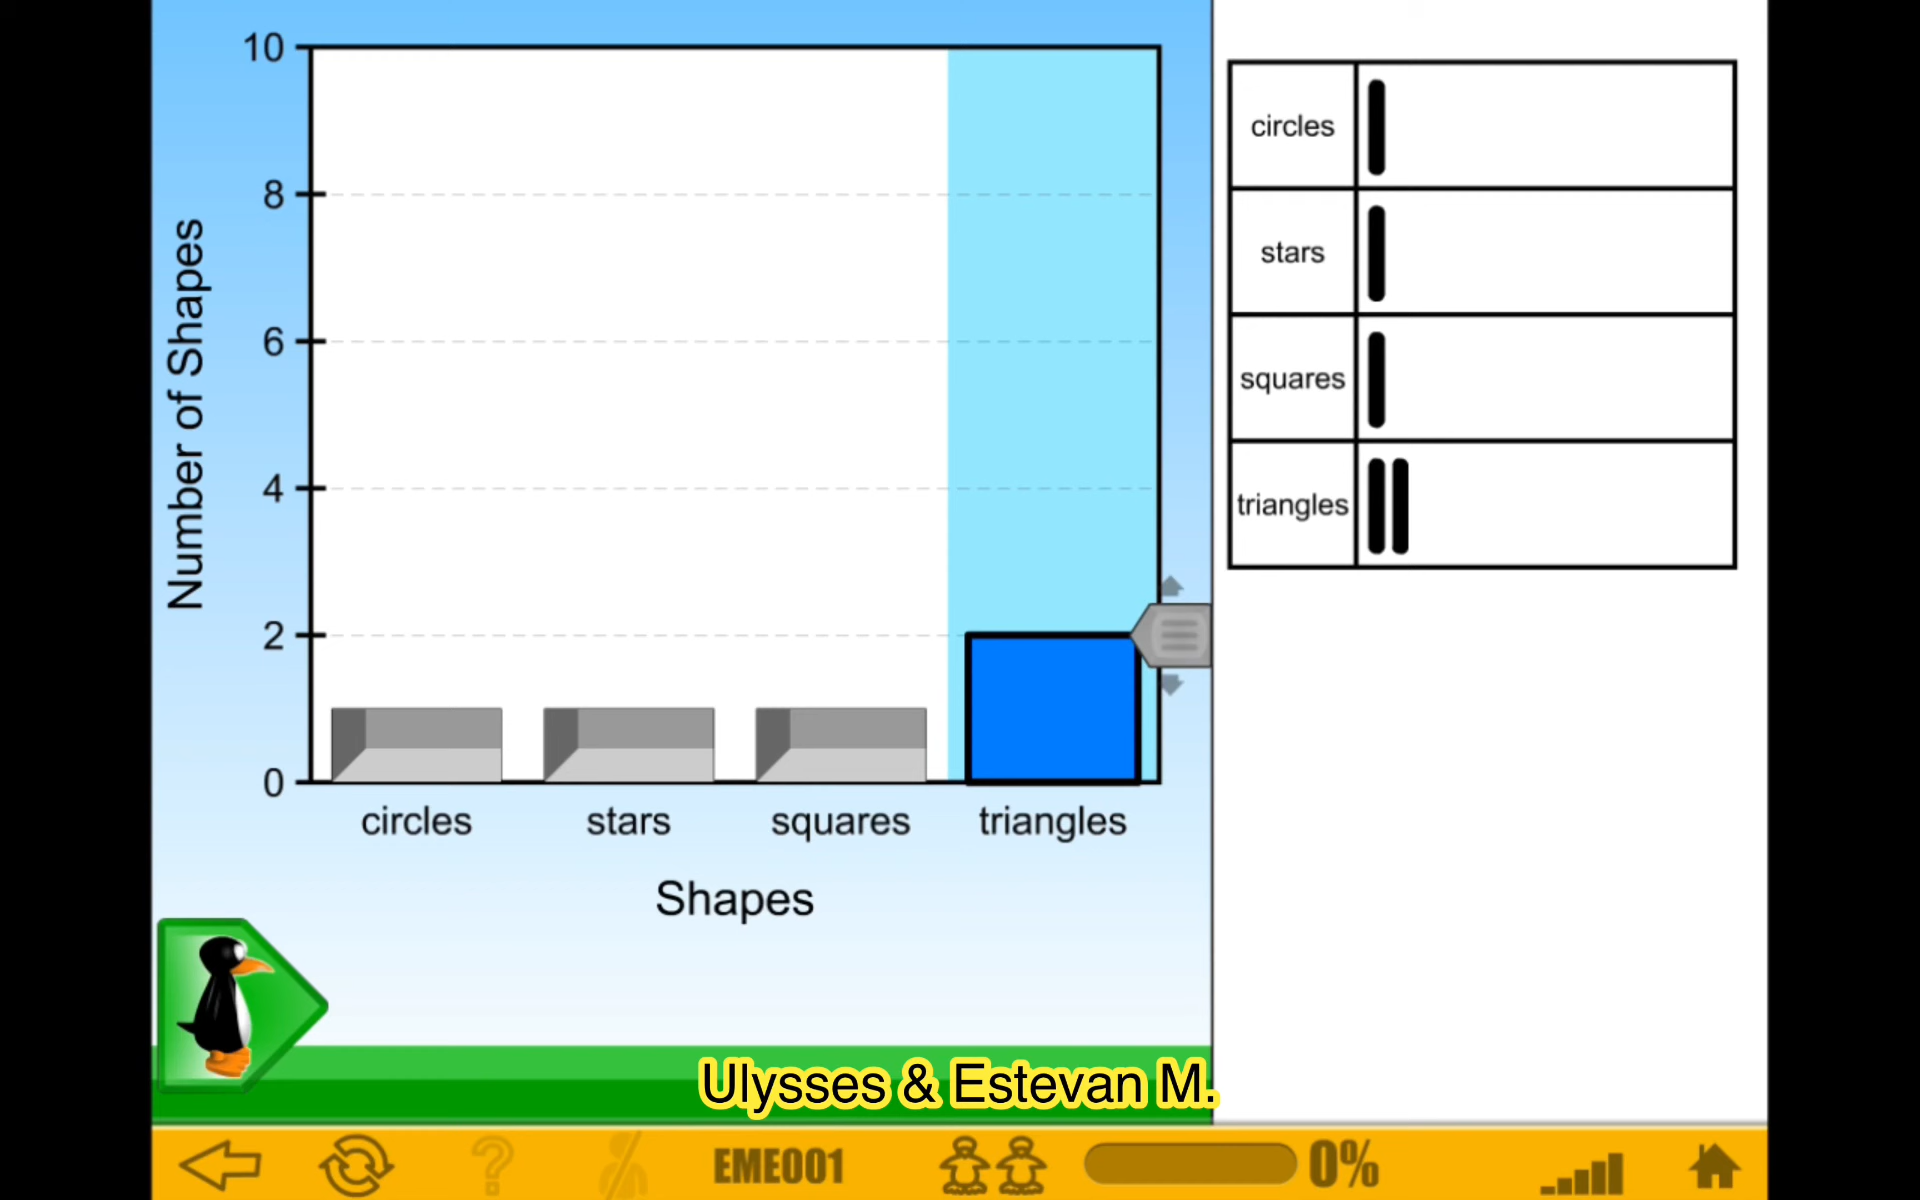 10
8
6
4
2
0
Number of Shapes
circles
stars
squares
triangles
Shapes
circles
stars
squares
triangles
Ulysses & Estevan M.
EME001
0%